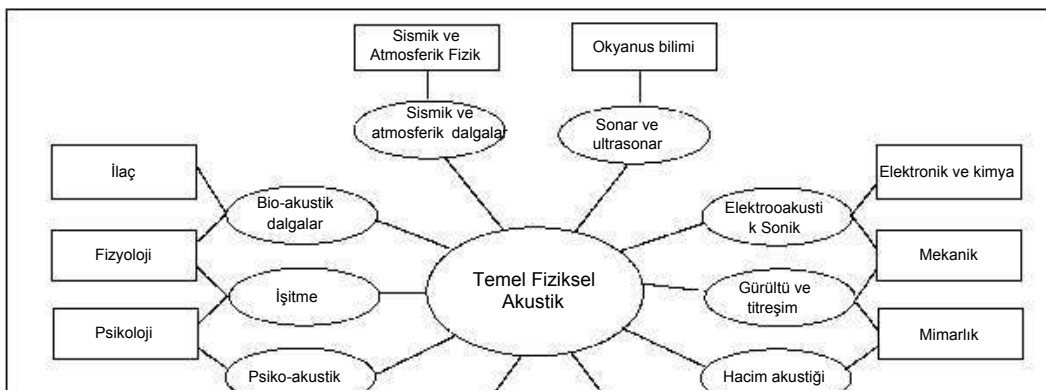 Sismik ve
Atmosferik Fizik
Okyanus bilimi
Sismik ve
atmosferik dalgalar
Sonar ve
ultrasonar
İlaç
Elektronik ve kimya
Bio-akustik
dalgalar
Elektrooakusti
k Sonik
Fizyoloji
Mekanik
Temel Fiziksel
Akustik
İşitme
Gürültü ve
titreşim
Psikoloji
Mimarlık
Psiko-akustik
Hacim akustiği